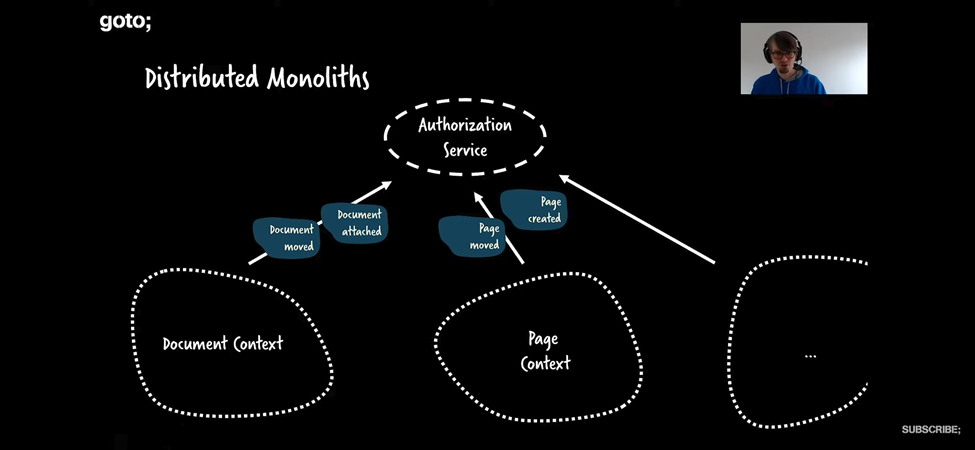 goto;
Distributed Monoliths
Authorization
Service
Document
attached
Document
moved
Page
created
Page
moved
Document Context
Page
Context
...
SUBSCRIBE;